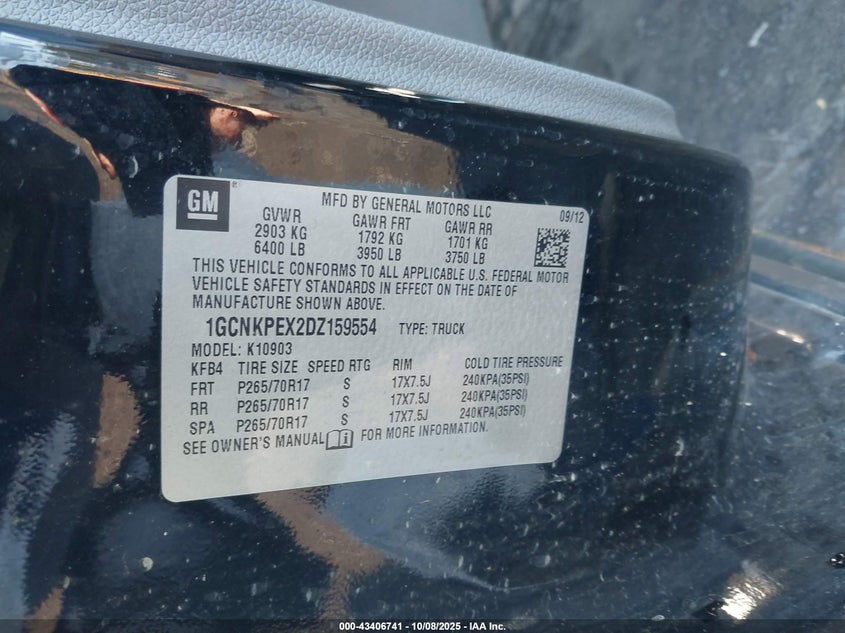 GM
MFD BY GENERAL MOTORS LLC 09/12
GVWR GAWR FRT GAWR RR
2903 KG 1792 KG 1701 KG
6400 LB 3950 LB 3750 LB
THIS VEHICLE CONFORMS TO ALL APPLICABLE U.S. FEDERAL MOTOR
VEHICLE SAFETY STANDARDS IN EFFECT ON THE DATE OF
MANUFACTURE SHOWN ABOVE.
1GCNKPEX2DZ159554 TYPE: TRUCK
MODEL: K10903
KFB4 TIRE SIZE SPEED RTG RIM COLD TIRE PRESSURE
FRT P265/70R17 S 17X7.5J 240KPA(35PSI)
RR P265/70R17 S 17X7.5J 240KPA(35PSI)
SPA P265/70R17 S 17X7.5J 240KPA(35PSI)
SEE OWNER'S MANUAL FOR MORE INFORMATION.
000-43406741 - 10/08/2025 - IAA Inc.